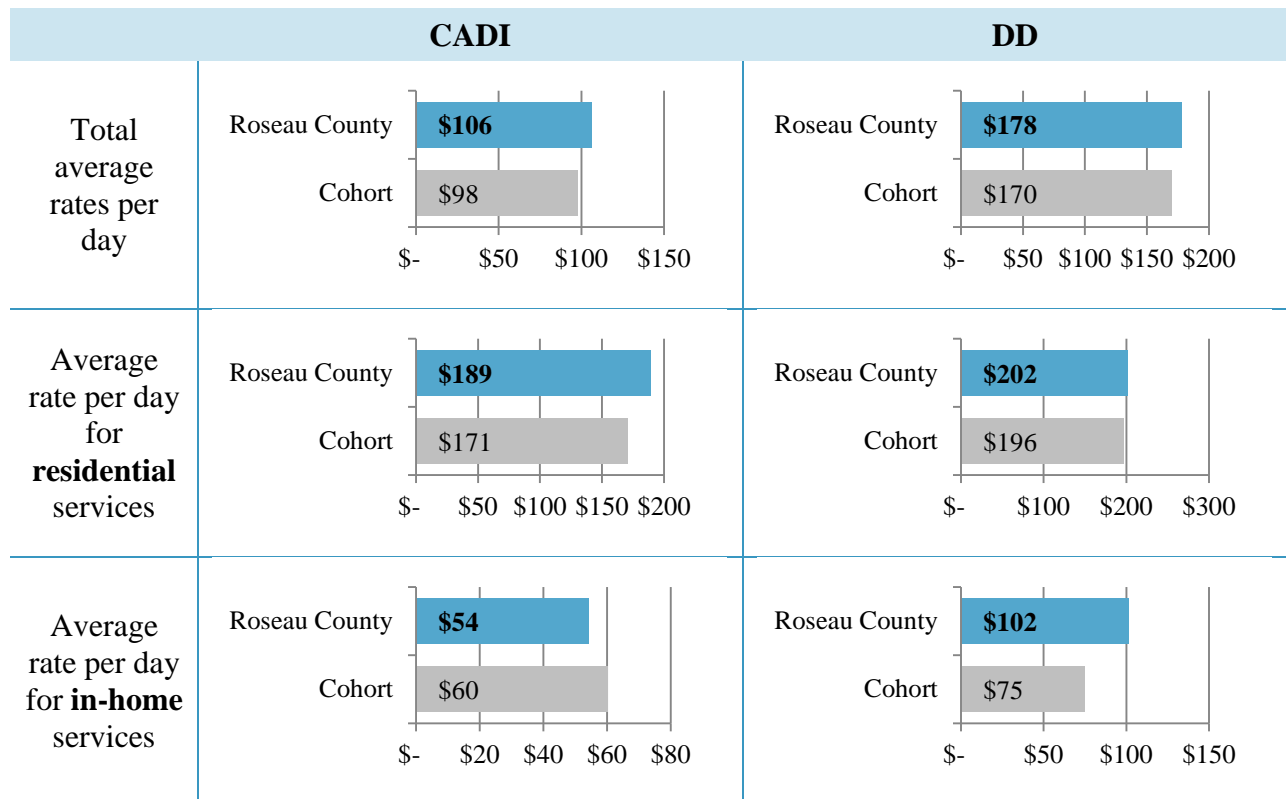 CADI DD
Total
average
rates per
day
Roseau County $106
Cohort $98
$- $50 $100 $150
Roseau County $178
Cohort $170
$- $50 $100 $150 $200
Average
rate per day
for
residential
services
Roseau County $189
Cohort $171
$- $50 $100 $150 $200
Roseau County $202
Cohort $196
$- $100 $200 $300
Average
rate per day
for in-home
services
Roseau County $54
Cohort $60
$- $20 $40 $60 $80
Roseau County $102
Cohort $75
$- $50 $100 $150